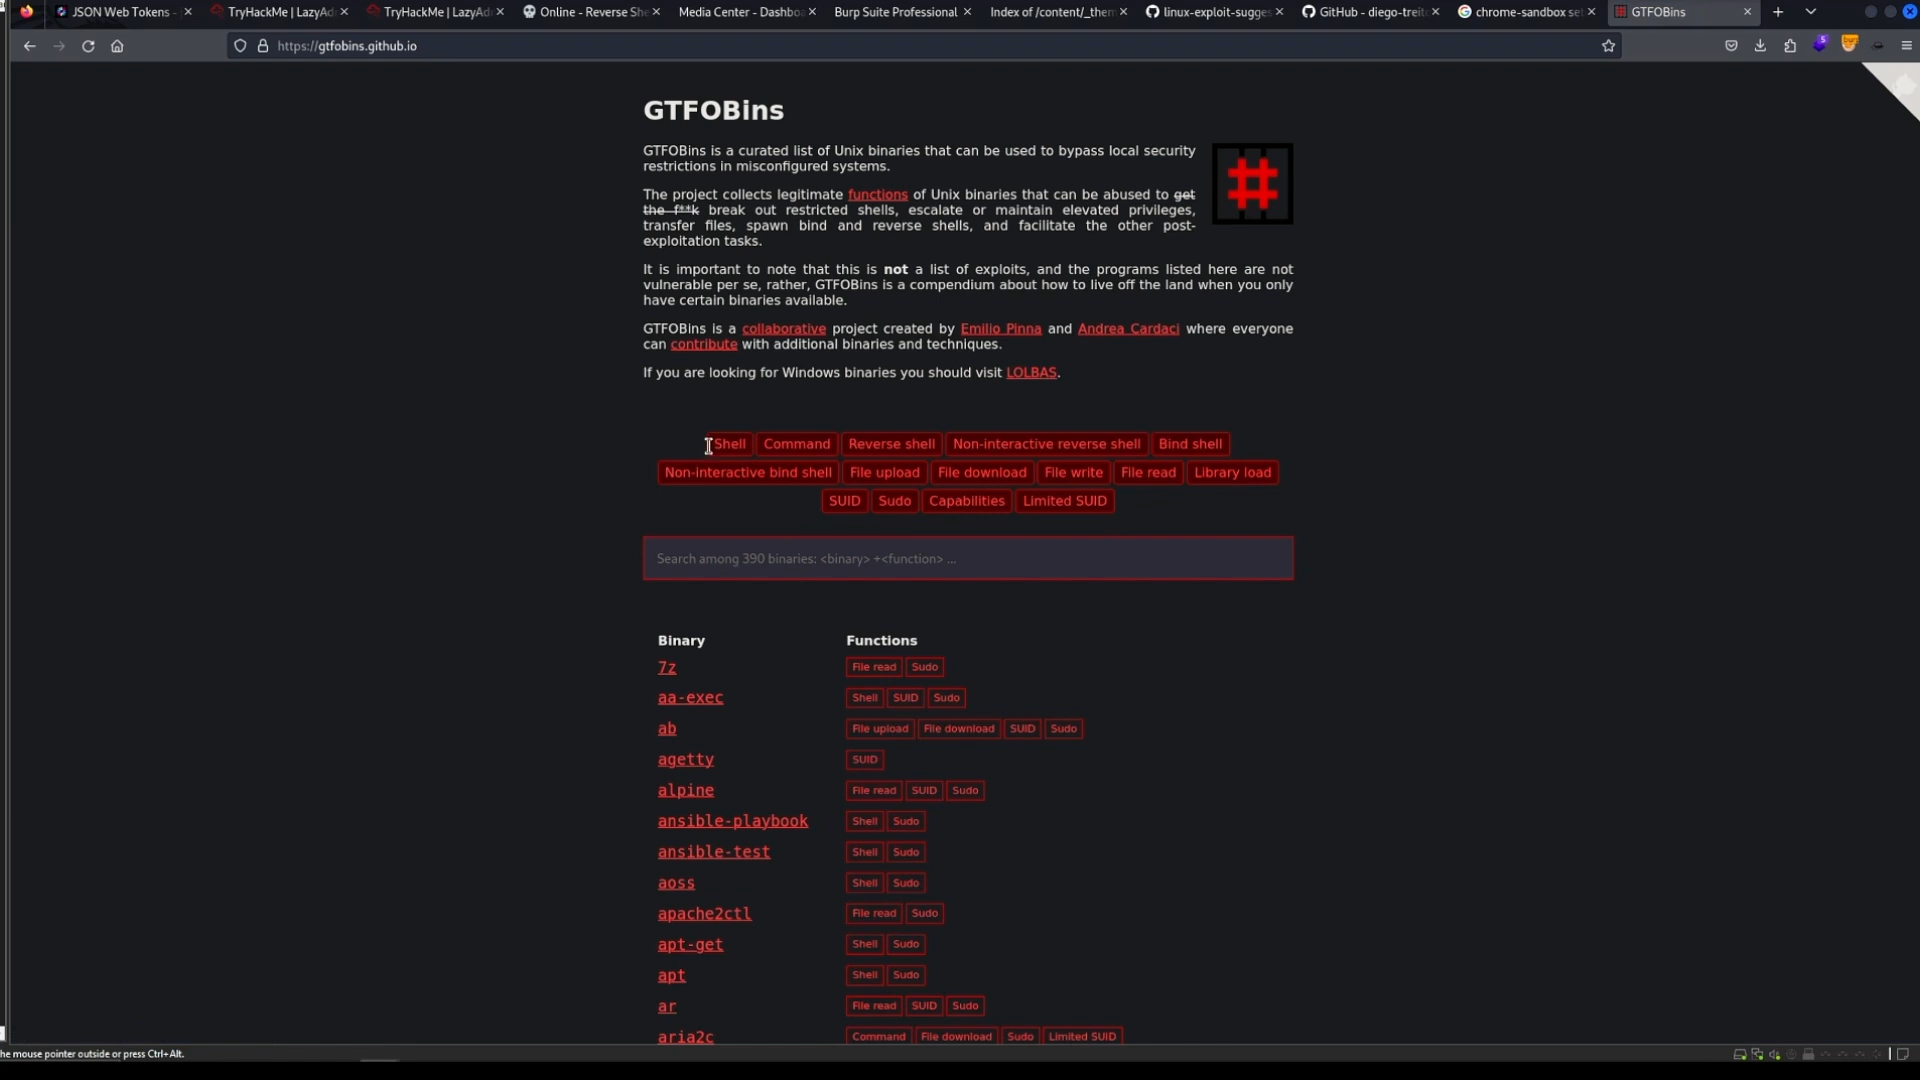 JSON Web Tokens -
TryHackMe | LazyAd
TryHackMe | LazyAd
Online - Reverse She
Media Center - Dashbo
Burp Suite Professional
Index of /content/_them
linux-exploit-sugge
GitHub - diego-treit
chrome-sandbox set
GTFOBins
https://gtfobins.github.io
5
GTFOBins
GTFOBins is a curated list of Unix binaries that can be used to bypass local security
restrictions in misconfigured systems.
The project collects legitimate functions of Unix binaries that can be abused to get
the f**k break out restricted shells, escalate or maintain elevated privileges,
transfer files, spawn bind and reverse shells, and facilitate the other post-
exploitation tasks.
It is important to note that this is not a list of exploits, and the programs listed here are not
vulnerable per se, rather, GTFOBins is a compendium about how to live off the land when you only
have certain binaries available.
GTFOBins is a collaborative project created by Emilio Pinna and Andrea Cardaci where everyone
can contribute with additional binaries and techniques.
If you are looking for Windows binaries you should visit LOLBAS.
Shell Command Reverse shell Non-interactive reverse shell Bind shell
Non-interactive bind shell File upload File download File write File read Library load
SUID Sudo Capabilities Limited SUID
Search among 390 binaries: <binary> +<function> ...
Binary Functions
7z File read Sudo
aa-exec Shell SUID Sudo
ab File upload File download SUID Sudo
agetty SUID
alpine File read SUID Sudo
ansible-playbook Shell Sudo
ansible-test Shell Sudo
aoss Shell Sudo
apache2ctl File read Sudo
apt-get Shell Sudo
apt Shell Sudo
ar File read SUID Sudo
aria2c Command File download Sudo Limited SUID
he mouse pointer outside or press Ctrl+Alt.